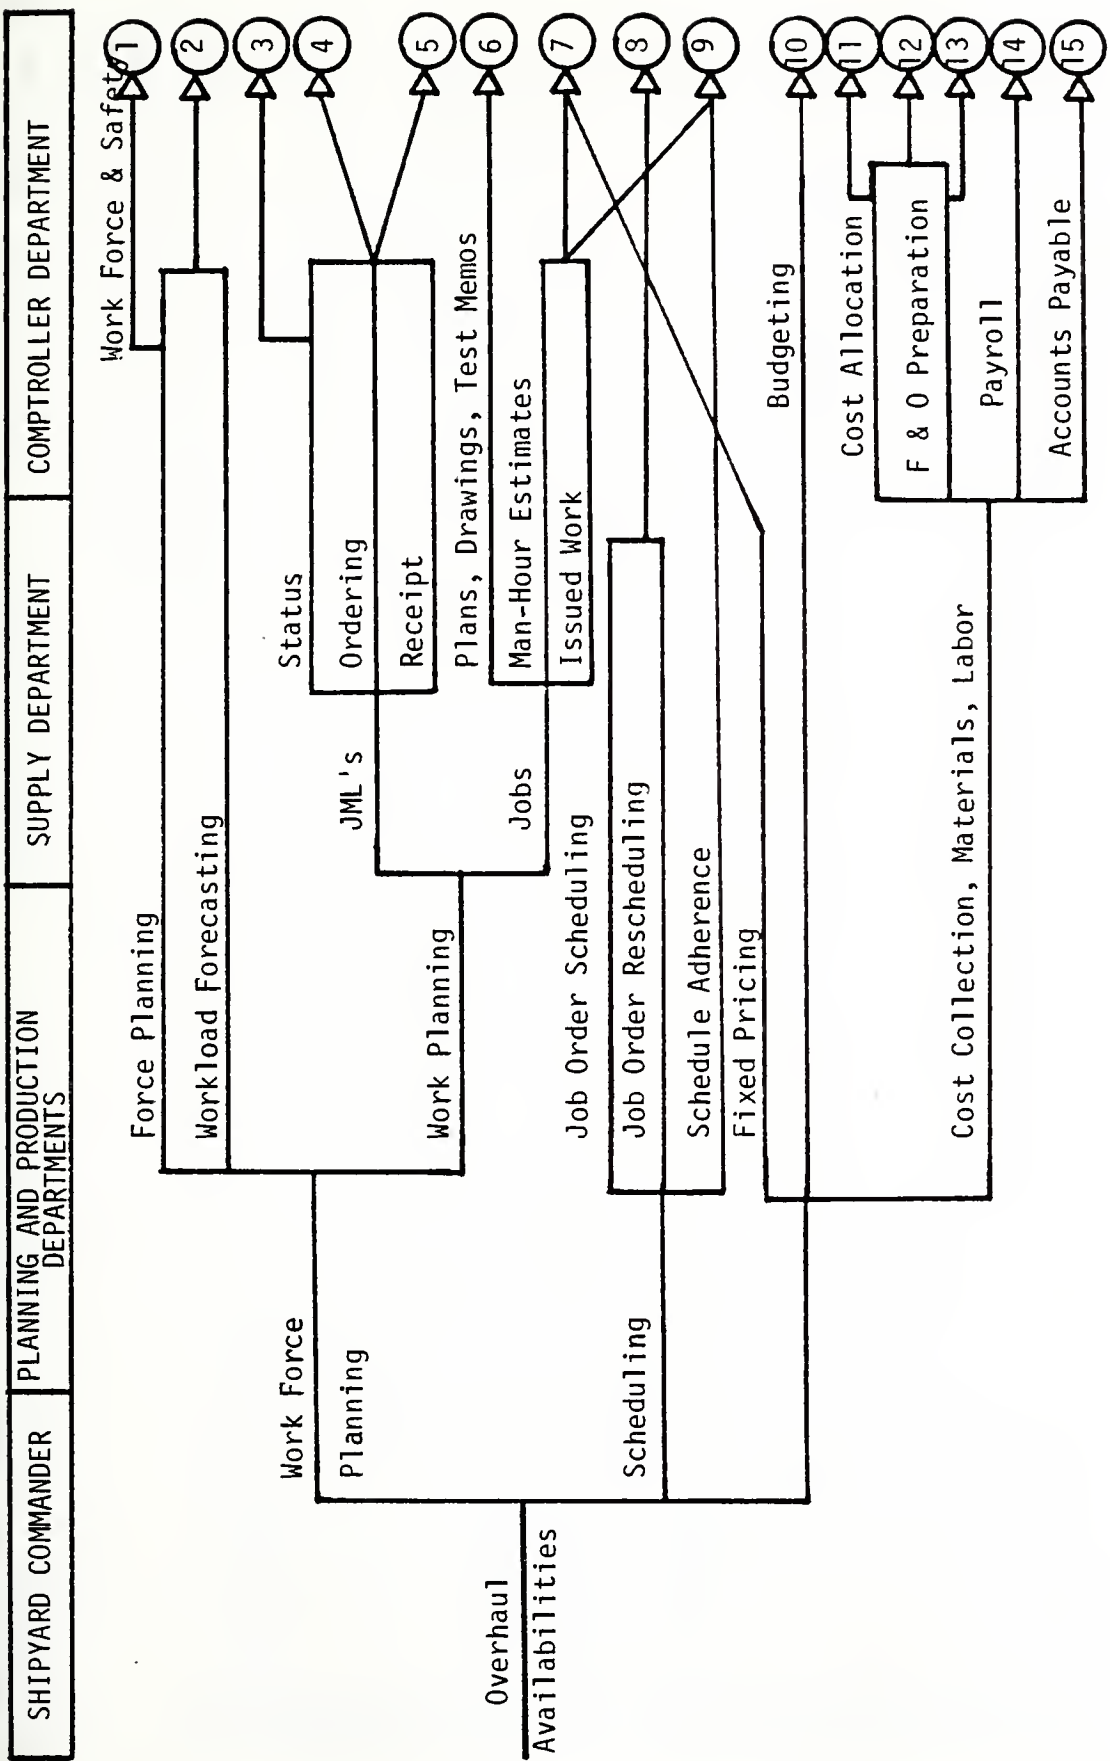 SHIPYARD COMMANDER
PLANNING AND PRODUCTION
DEPARTMENTS
SUPPLY DEPARTMENT
COMPTROLLER DEPARTMENT
Overhaul
Availabilities
Work Force
Planning
Scheduling
Force Planning
Workload Forecasting
Work Planning
Job Order Scheduling
Job Order Rescheduling
Schedule Adherence
Fixed Pricing
Cost Collection, Materials, Labor
JML's
Jobs
Status
Ordering
Receipt
Plans, Drawings, Test Memos
Man-Hour Estimates
Issued Work
Work Force & Safety
Budgeting
Cost Allocation
F & O Preparation
Payroll
Accounts Payable
1
2
3
4
5
6
7
8
9
10
11
12
13
14
15